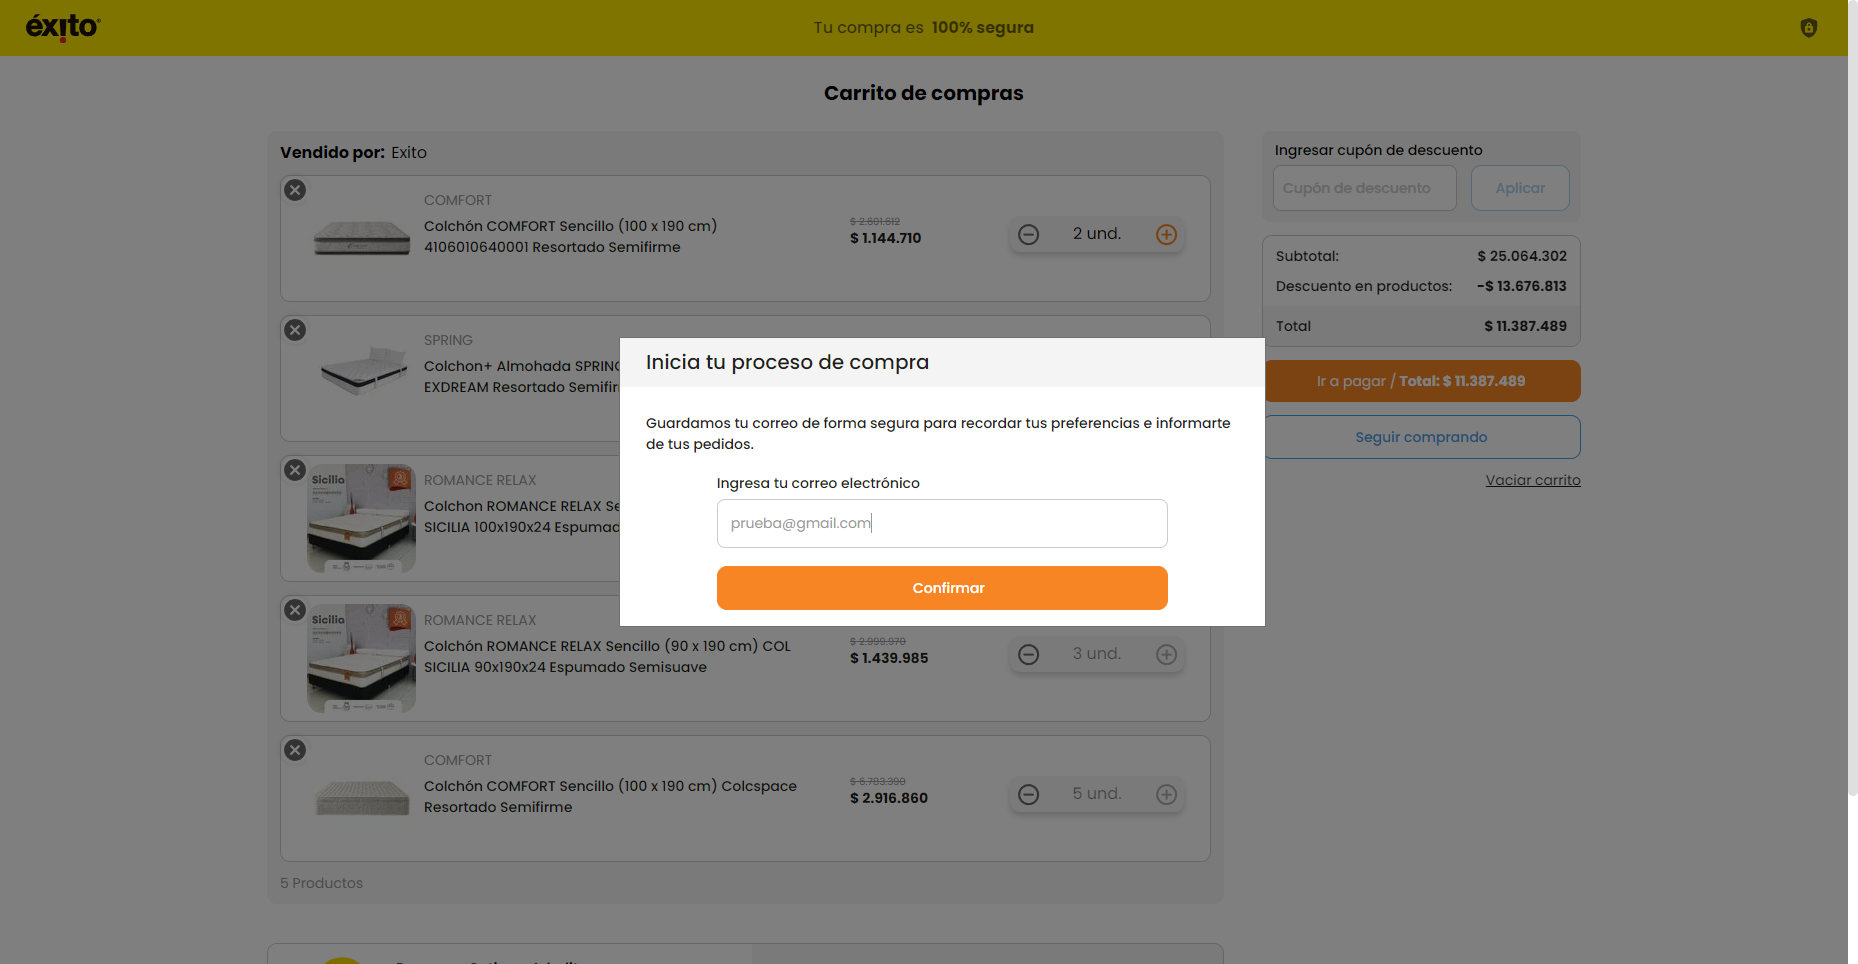 éxito
Tu compra es 100% segura
Carrito de compras
Vendido por: Exito
COMFORT
Colchón COMFORT Sencillo (100 x 190 cm)
4106010640001 Resortado Semifirme
$ 2.601.612
$ 1.144.710
2 und.
SPRING
Colchon+ Almohada SPRING
EXDREAM Resortado Semifir
Sicilia
ROMANCE RELAX
Colchon ROMANCE RELAX Se
SICILIA 100x190x24 Espumad
Sicilia
ROMANCE RELAX
Colchón ROMANCE RELAX Sencillo (90 x 190 cm) COL
SICILIA 90x190x24 Espumado Semisuave
$ 2.999.970
$ 1.439.985
3 und.
COMFORT
Colchón COMFORT Sencillo (100 x 190 cm) Colcspace
Resortado Semifirme
$ 6.783.390
$ 2.916.860
5 und.
5 Productos
Ingresar cupón de descuento
Cupón de descuento
Aplicar
Subtotal: $ 25.064.302
Descuento en productos: -$ 13.676.813
Total $ 11.387.489
Ir a pagar / Total: $ 11.387.489
Seguir comprando
Vaciar carrito
Inicia tu proceso de compra
Guardamos tu correo de forma segura para recordar tus preferencias e informarte
de tus pedidos.
Ingresa tu correo electrónico
prueba@gmail.com
Confirmar